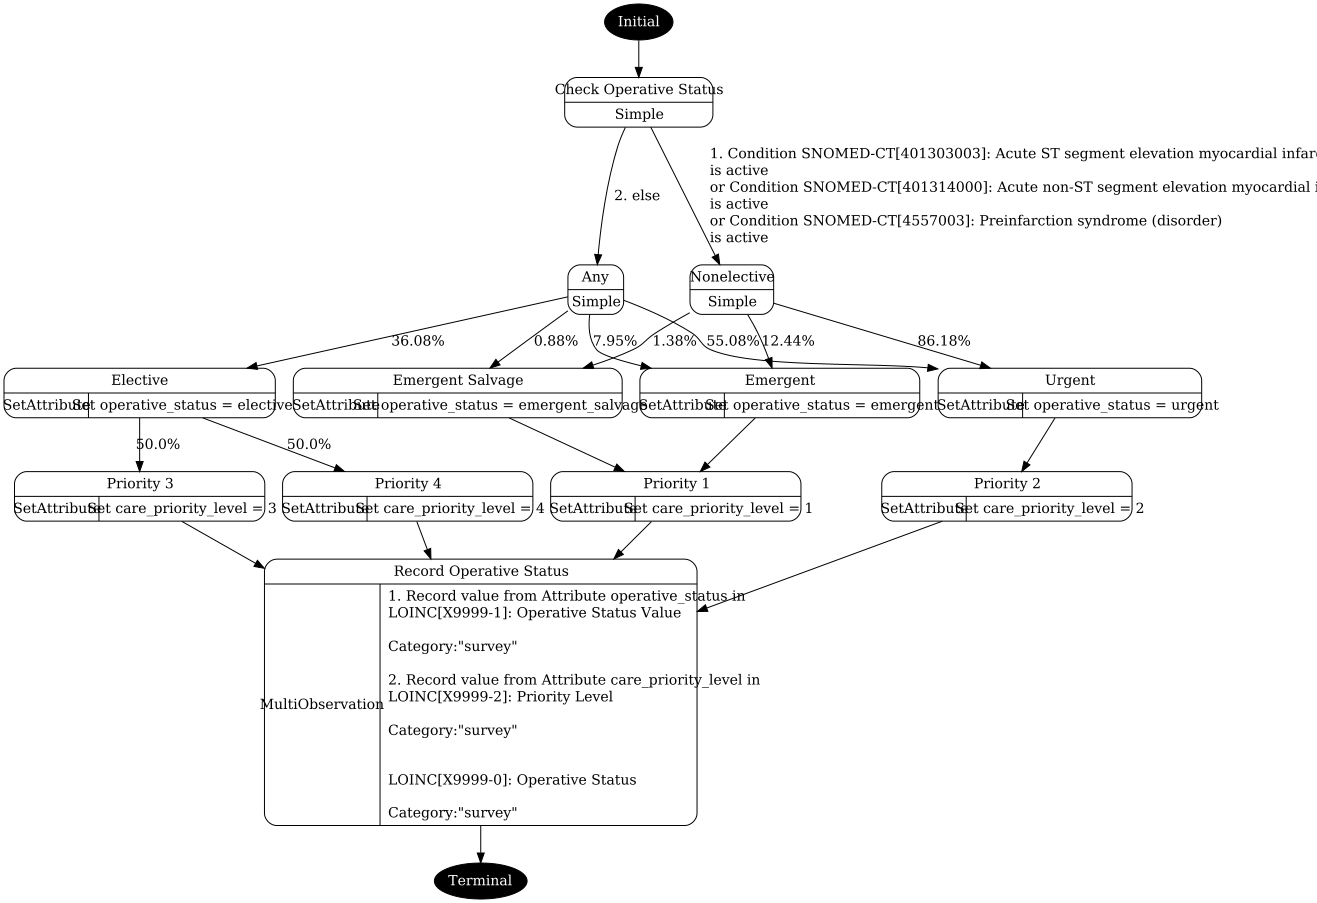 Initial
Check Operative Status
Simple
1. Condition SNOMED-CT[401303003]: Acute ST segment elevation myocardial
is active
or Condition SNOMED-CT[401314000]: Acute non-ST segment elevation myocardial
is active
or Condition SNOMED-CT[4557003]: Preinfarction syndrome (disorder)
is active
2. else
Any
Simple
Nonelective
Simple
36.08%
0.88%
7.95%
1.38%
55.08%
12.44%
86.18%
Elective
SetAttribute
Set operative_status = elective
Emergent Salvage
SetAttribute
Set operative_status = emergent_salvage
Emergent
SetAttribute
Set operative_status = emergent
Urgent
SetAttribute
Set operative_status = urgent
50.0%
50.0%
Priority 3
SetAttribute
Set care_priority_level = 3
Priority 4
SetAttribute
Set care_priority_level = 4
Priority 1
SetAttribute
Set care_priority_level = 1
Priority 2
SetAttribute
Set care_priority_level = 2
Record Operative Status
MultiObservation
1. Record value from Attribute operative_status in
LOINC[X9999-1]: Operative Status Value
Category:"survey"
2. Record value from Attribute care_priority_level in
LOINC[X9999-2]: Priority Level
Category:"survey"
LOINC[X9999-0]: Operative Status
Category:"survey"
Terminal